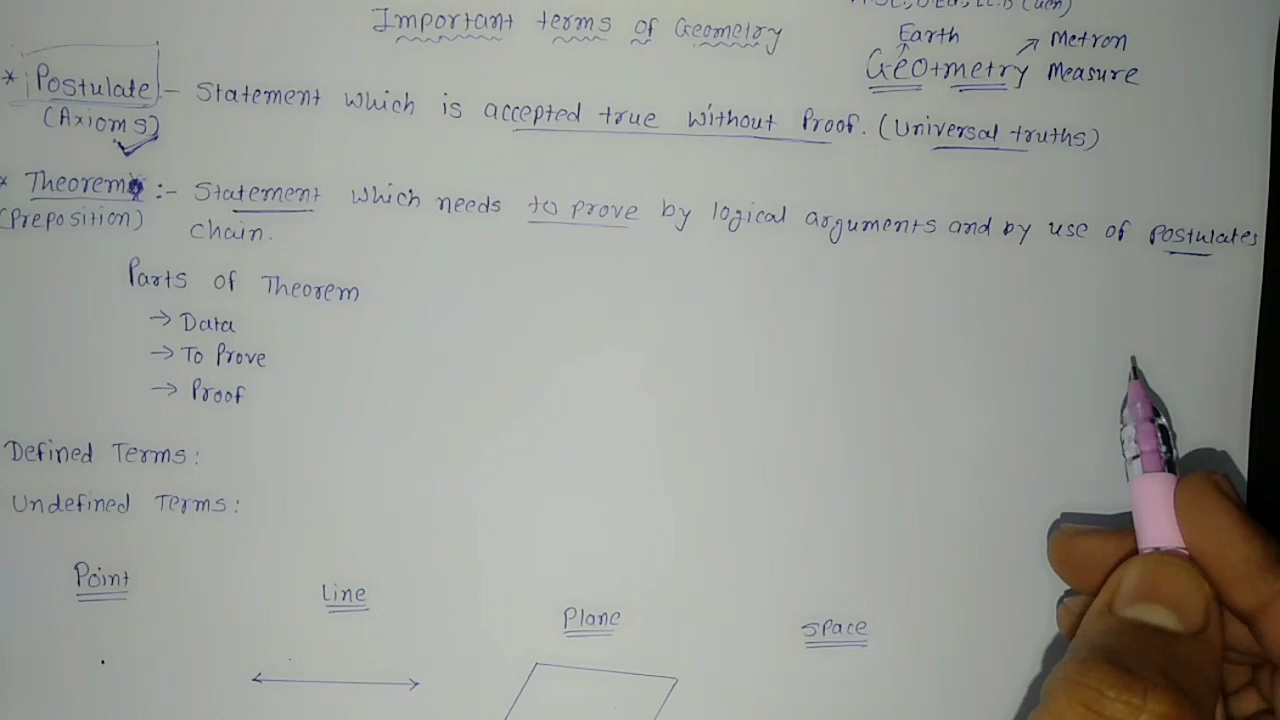 Important terms of Geometry
Earth
Metron
Geo+metry Measure
* Postulate :- Statement which is accepted true without Proof. (Universal truths)
(Axioms)
* Theorem :- Statement which needs to prove by logical arguments and by use of Postulates
(Preposition) chain.
Parts of Theorem
→ Data
→ To Prove
→ Proof
Defined Terms:
Undefined Terms:
Point
Line
Plane
Space